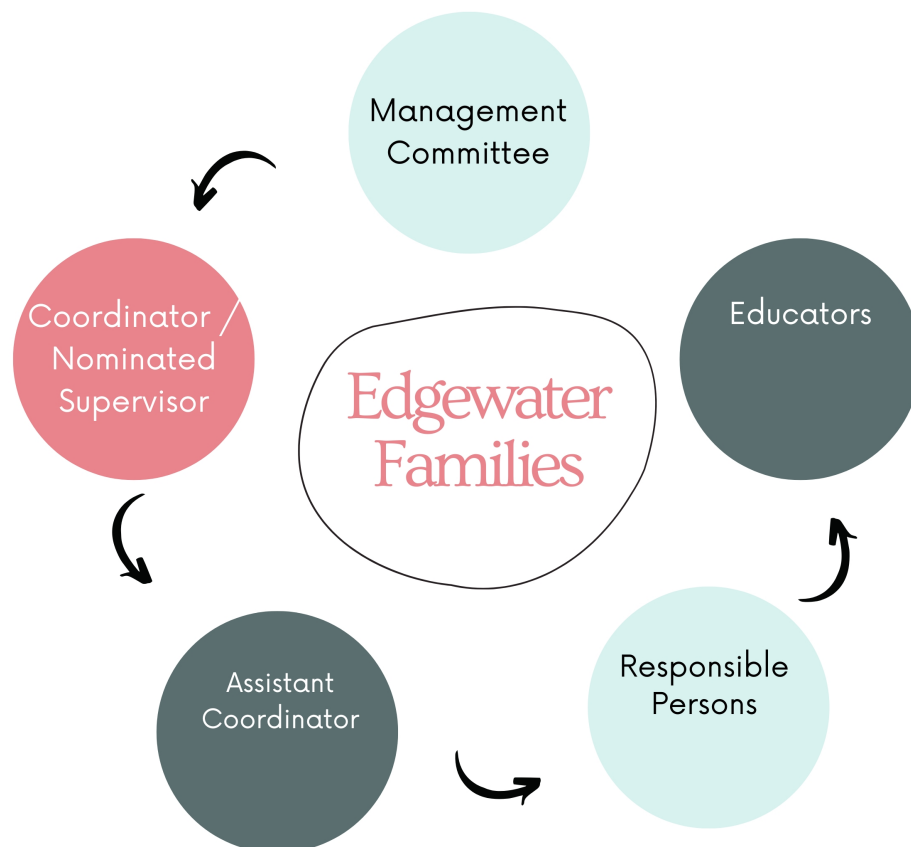 Management
Committee
Coordinator /
Nominated
Supervisor
Educators
Edgewater
Families
Assistant
Coordinator
Responsible
Persons